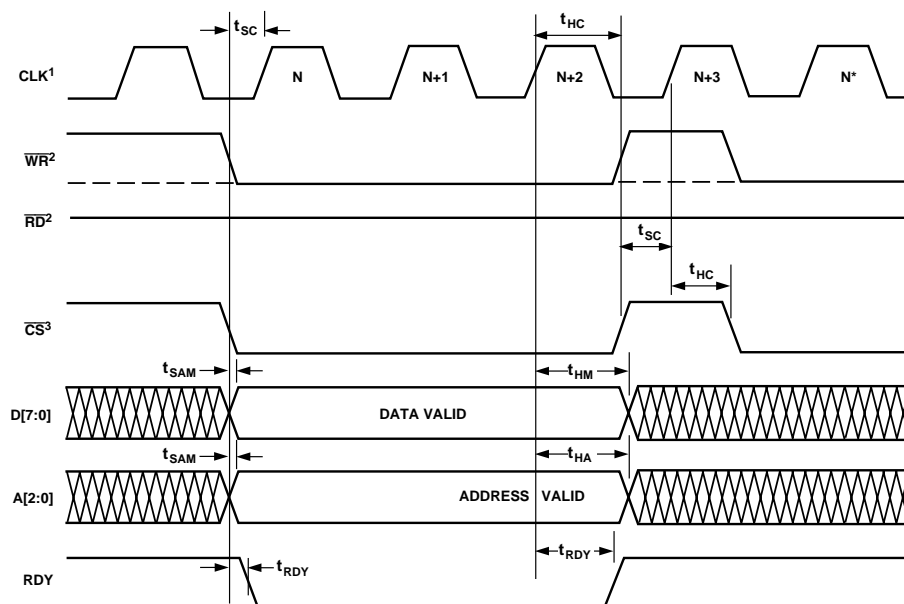 tSC
tHC
CLK1
N
N+1
N+2
N+3
N*
WR2
RD2
tSC
tHC
CS3
tSAM
tHM
D[7:0]
DATA VALID
tSAM
tHA
A[2:0]
ADDRESS VALID
tRDY
tRDY
RDY